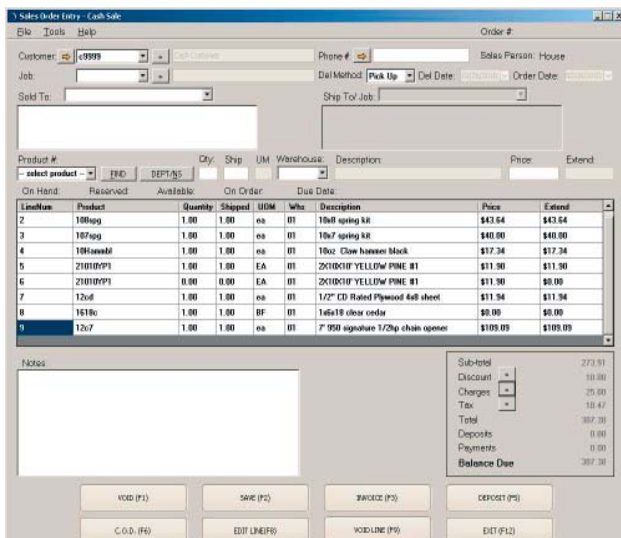 Sales Order Entry - Cash Sale
File Tools Help Order #:
Customer: c9999 Cash Customer Phone #: Sales Person: House
Job: Del Method: Pick Up Del Date: Order Date:
Sold To: Ship To/ Job:
Product #: Qty: Ship UM Warehouse: Description: Price: Extend:
-- select product -- FIND DEPT/NS
On Hand: Reserved: Available: On Order: Due Date:
LineNum Product Quantity Shipped UOM Whs Description Price Extend
2 108spg 1.00 1.00 ea 01 10x8 spring kit $43.64 $43.64
3 107spg 1.00 1.00 ea 01 10x7 spring kit $40.00 $40.00
4 10Hammbl 1.00 1.00 ea 01 10oz Claw hammer black $17.34 $17.34
5 21010YP1 1.00 1.00 EA 01 2X10X10' YELLOW PINE #1 $11.90 $11.90
6 21010YP1 0.00 0.00 EA 01 2X10X10' YELLOW PINE #1 $11.90 $0.00
7 12cd 1.00 1.00 ea 01 1/2" CD Rated Plywood 4x8 sheet $11.94 $11.94
8 1618c 1.00 1.00 BF 01 1x6x18 clear cedar $0.00 $0.00
9 12c7 1.00 1.00 ea 01 7' 950 signature 1/2hp chain opener $109.09 $109.09
Notes:
Sub-total 273.91
Discount
Charges 25.00
Tax 18.47
Total 307.38
Deposits 0.00
Payments 0.00
Balance Due 307.38
VOID (F1) SAVE (F2) INVOICE (F3) DEPOSIT (F5)
C.O.D. (F6) EDIT LINE(F8) VOID LINE (F9) EXIT (F12)